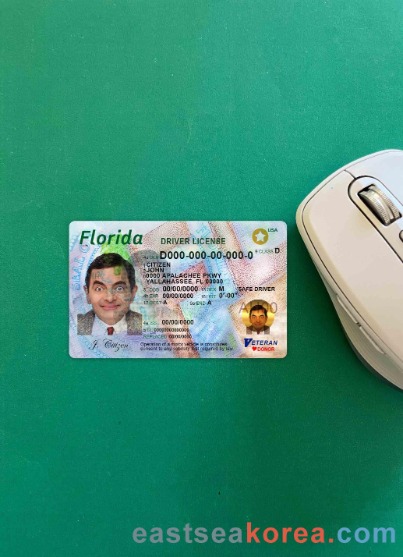 Florida
DRIVER LICENSE
USA
D000-000-00-000-0
CLASS D
CITIZEN
JOHN
0000 APALACHEE PKWY
TALLAHASSEE, FL 00000
00/00/0000
M
SAFE DRIVER
00/00/0000
0'-00"
A
END
A
00/00/0000
J. Citizen
Operation of a motor vehicle constitutes
consent to any sobriety test required by law
VETERAN
DONOR
eastseakorea.com